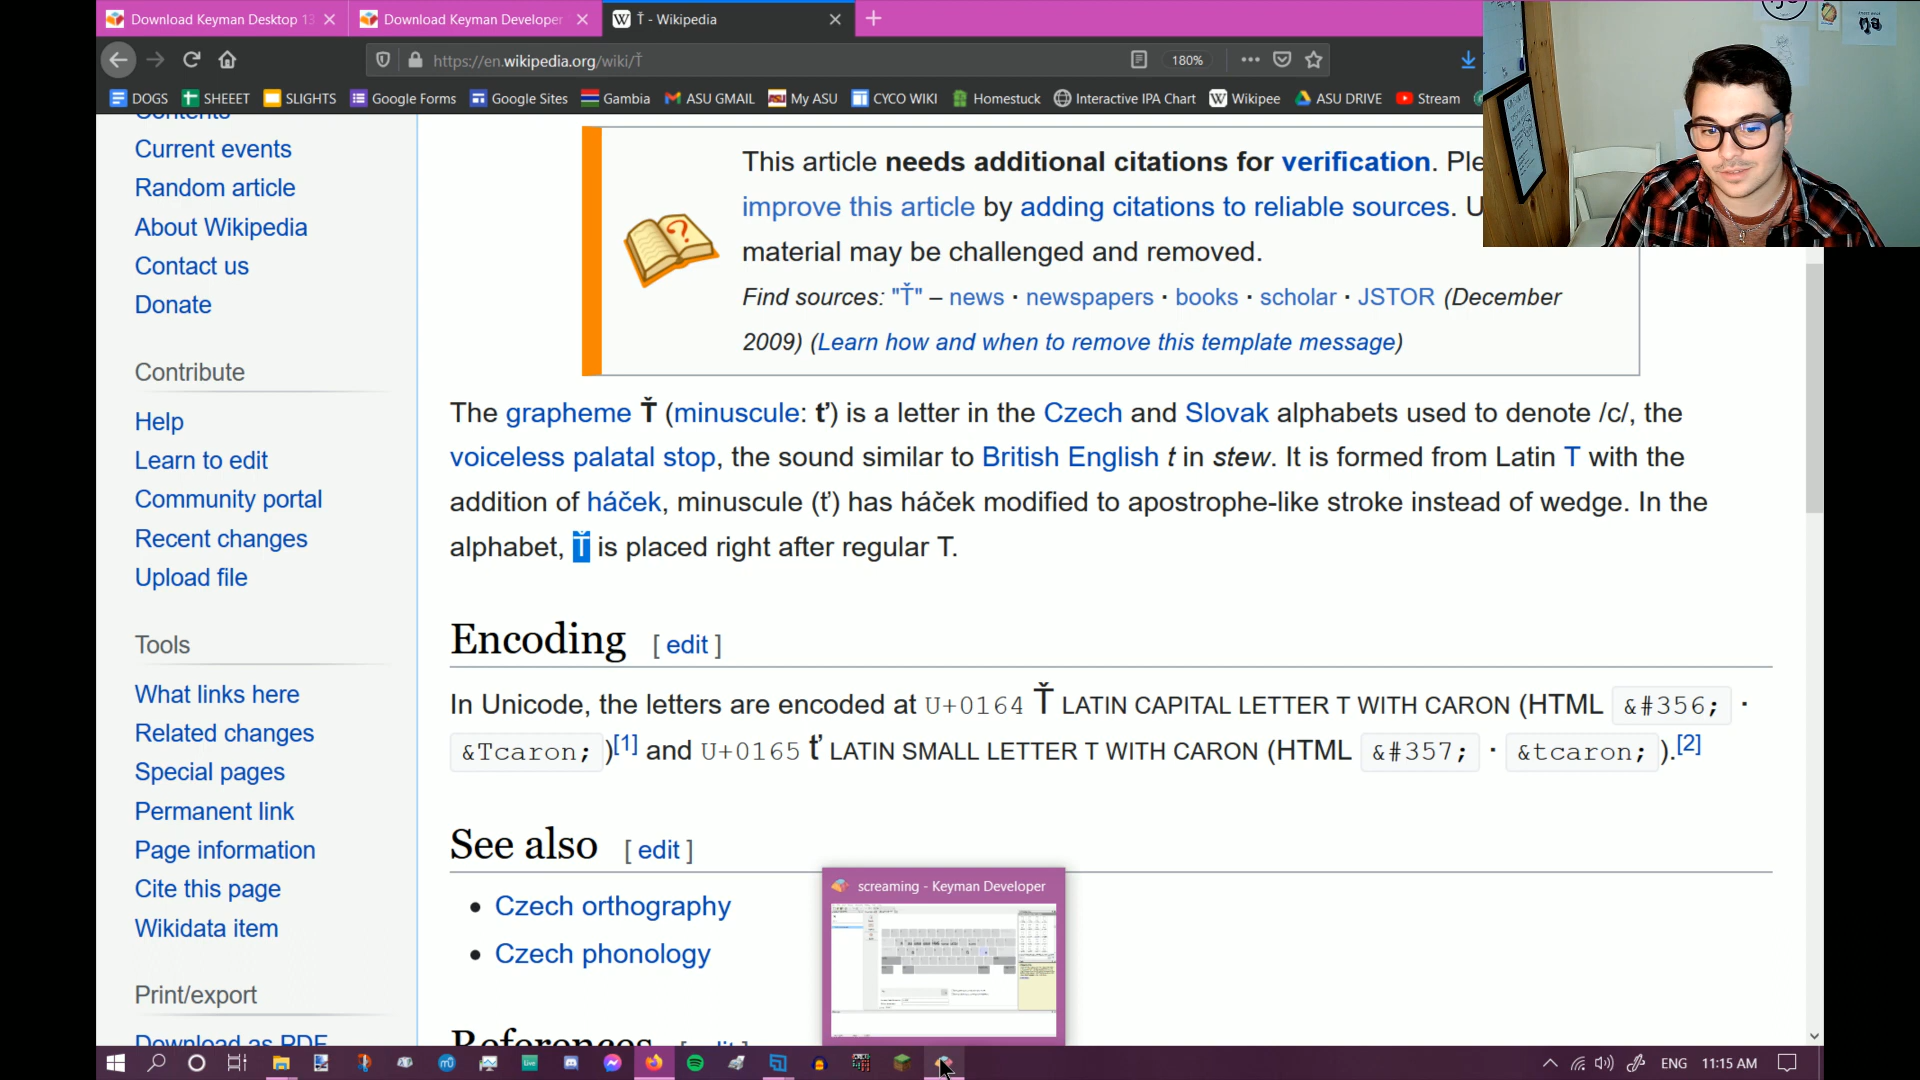 Download Keyman Desktop 13
Download Keyman Developer
Ť - Wikipedia
https://en.wikipedia.org/wiki/Ť
180%
DOGS
SHEEET
SLIGHTS
Google Forms
Google Sites
Gambia
ASU GMAIL
My ASU
CYCO WIKI
Homestuck
Interactive IPA Chart
Wikipee
ASU DRIVE
Stream
Contents
Current events
Random article
About Wikipedia
Contact us
Donate
Contribute
Help
Learn to edit
Community portal
Recent changes
Upload file
Tools
What links here
Related changes
Special pages
Permanent link
Page information
Cite this page
Wikidata item
Print/export
Download as PDF
This article needs additional citations for verification. Ple
improve this article by adding citations to reliable sources. U
material may be challenged and removed.
Find sources: "Ť" – news · newspapers · books · scholar · JSTOR (December
2009) (Learn how and when to remove this template message)
The grapheme Ť (minuscule: ť) is a letter in the Czech and Slovak alphabets used to denote /c/, the
voiceless palatal stop, the sound similar to British English t in stew. It is formed from Latin T with the
addition of háček, minuscule (ť) has háček modified to apostrophe-like stroke instead of wedge. In the
alphabet, Ť is placed right after regular T.
Encoding [ edit ]
In Unicode, the letters are encoded at U+0164 Ť LATIN CAPITAL LETTER T WITH CARON (HTML &#356; ·
&Tcaron; )[1] and U+0165 ť LATIN SMALL LETTER T WITH CARON (HTML &#357; · &tcaron; ).[2]
See also [ edit ]
• Czech orthography
• Czech phonology
References [ edit ]
screaming - Keyman Developer
ENG
11:15 AM